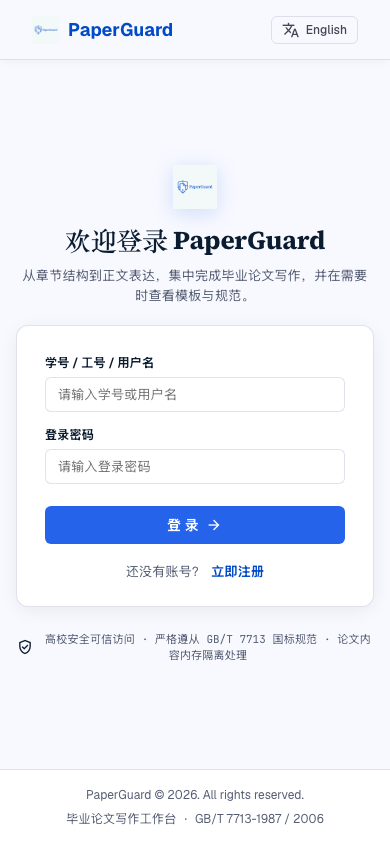 PaperGuard
English
PaperGuard
欢迎登录 PaperGuard
从章节结构到正文表达，集中完成毕业论文写作，并在需要
时查看模板与规范。
学号 / 工号 / 用户名
请输入学号或用户名
登录密码
请输入登录密码
登 录 →
还没有账号？ 立即注册
高校安全可信访问 · 严格遵从 GB/T 7713 国标规范 · 论文内
容内存隔离处理
PaperGuard © 2026. All rights reserved.
毕业论文写作工作台 · GB/T 7713-1987 / 2006